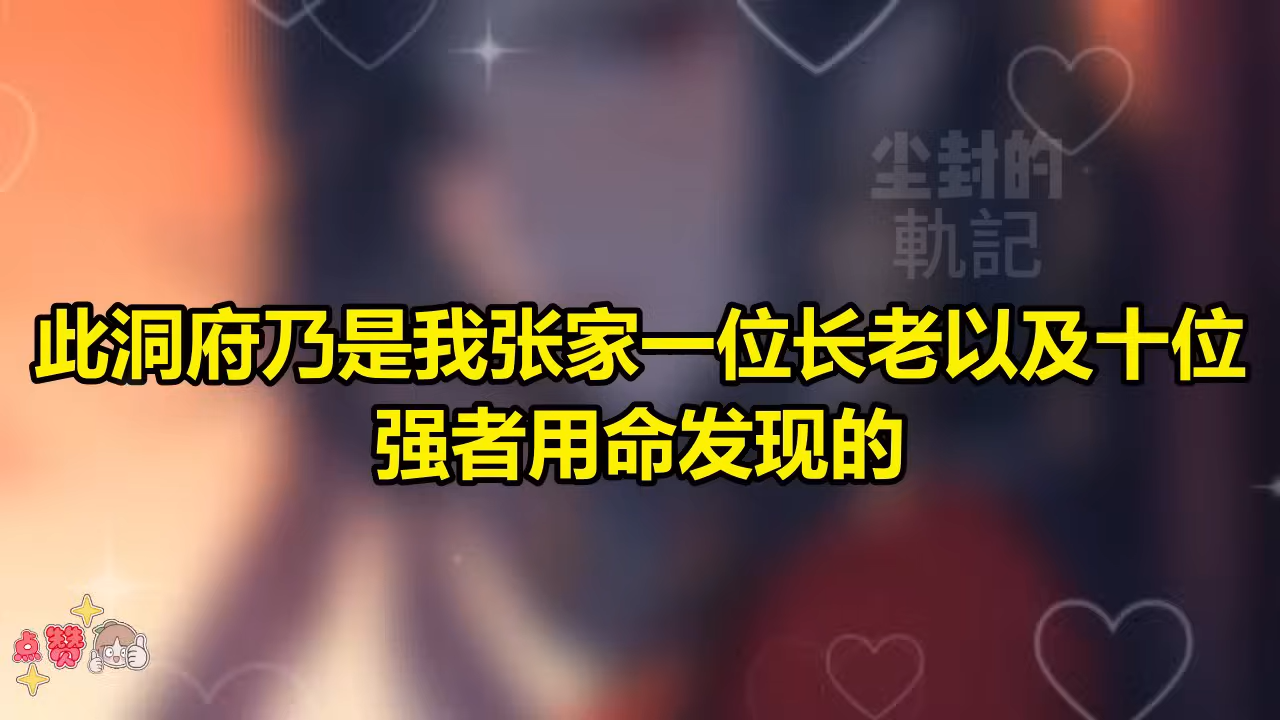 尘封的
軌記
此洞府乃是我张家一位长老以及十位
强者用命发现的
点赞